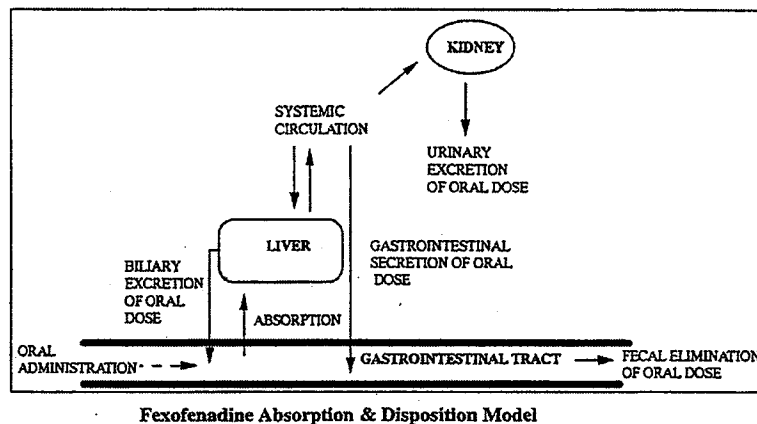 KIDNEY
SYSTEMIC
CIRCULATION
URINARY
EXCRETION
OF ORAL DOSE
LIVER
GASTROINTESTINAL
SECRETION OF ORAL
DOSE
BILIARY
EXCRETION
OF ORAL
DOSE
ABSORPTION
ORAL
ADMINISTRATION
GASTROINTESTINAL TRACT
FECAL ELIMINATION
OF ORAL DOSE
Fexofenadine Absorption & Disposition Model